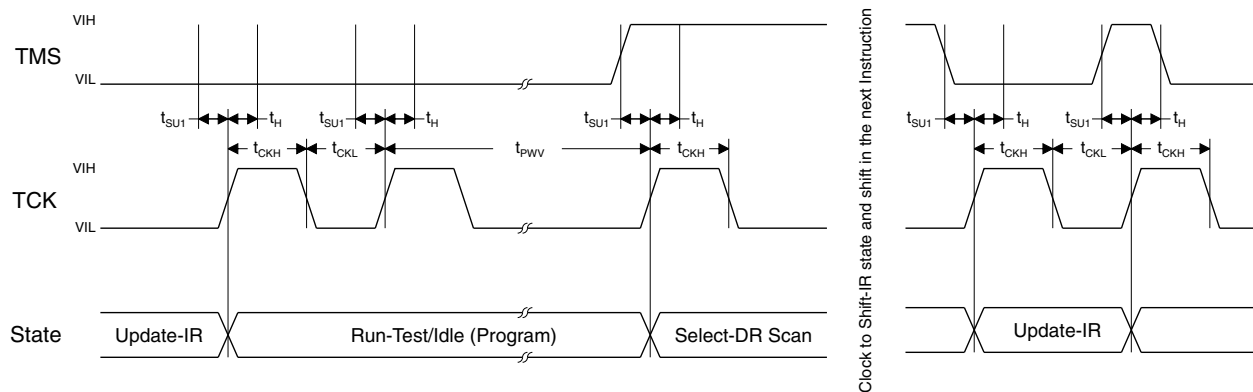 VIH
TMS
VIL
tSU1 tH tSU1 tH tSU1 tH tSU1 tH tSU1 tH
tCKH tCKL tPWV tCKH tCKH tCKL tCKH
VIH
TCK
VIL
State Update-IR Run-Test/Idle (Program) Select-DR Scan Update-IR
Clock to Shift-IR state and shift in the next Instruction